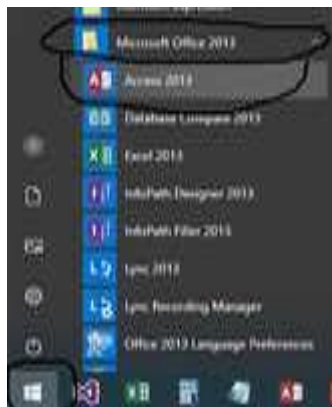 Microsoft Office 2013
Access 2013
Database Compare 2013
Excel 2013
InfoPath Designer 2013
InfoPath Filler 2013
Lync 2013
Lync Recording Manager
Office 2013 Language Preferences